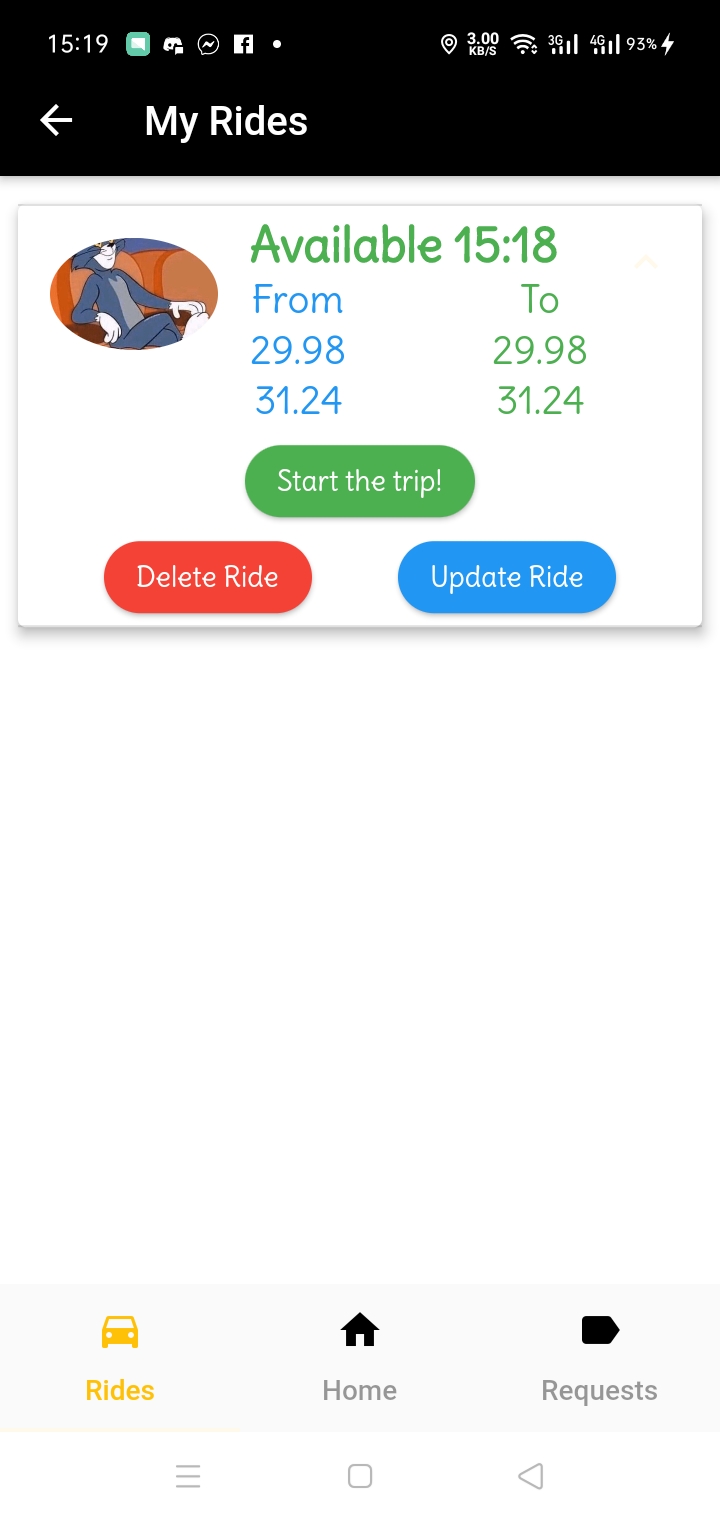 15:19 3.00 KB/S 3G 4G 93%
My Rides
Available 15:18
From To
29.98 29.98
31.24 31.24
Start the trip!
Delete Ride Update Ride
Rides Home Requests